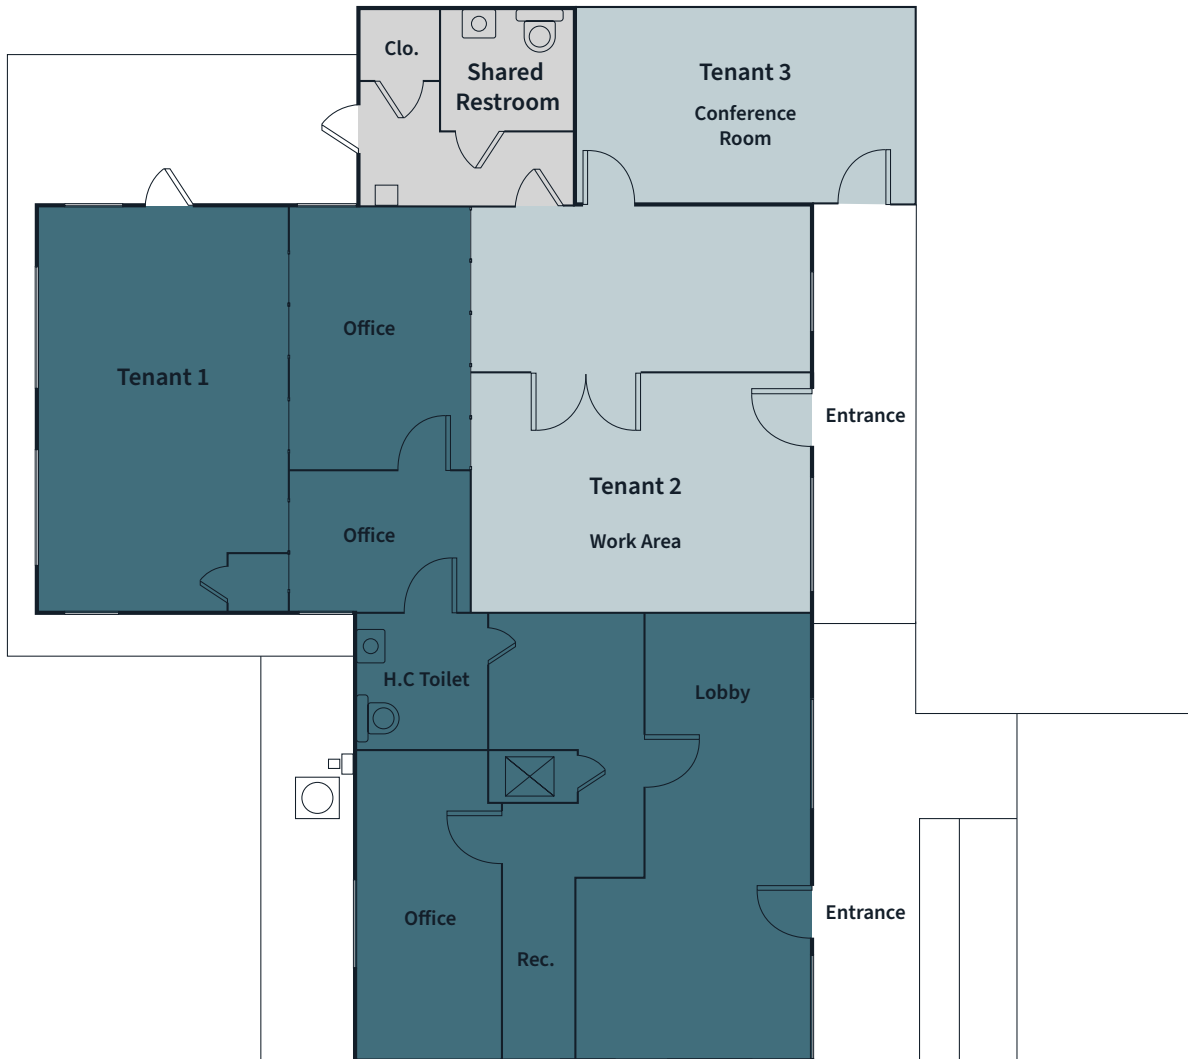 Clo.
Shared
Restroom
Tenant 3
Conference
Room
Office
Tenant 1
Entrance
Tenant 2
Office
Work Area
H.C Toilet
Lobby
Office
Entrance
Rec.